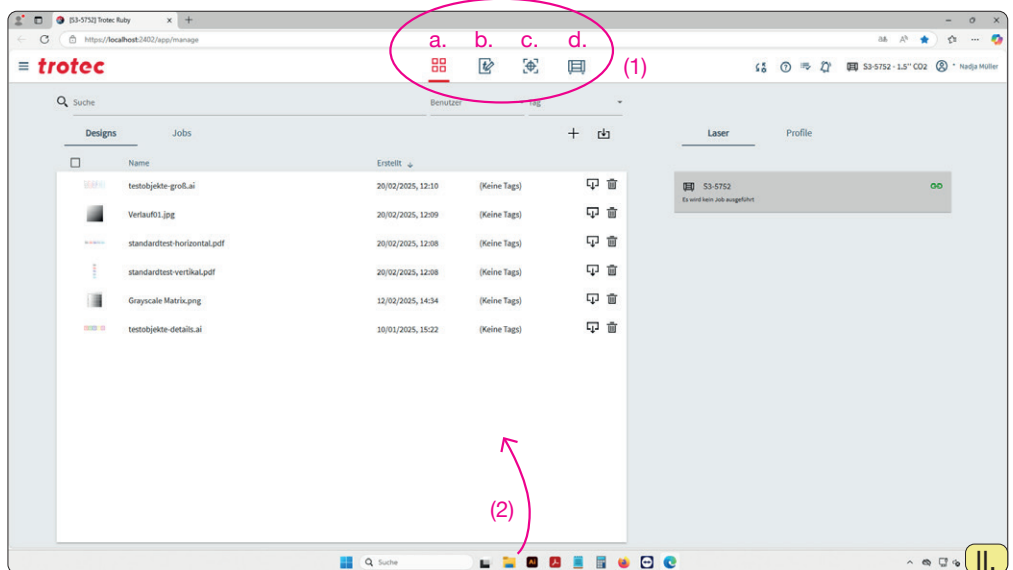 [S3-5752] Trotec Ruby
https://localhost:2402/app/manage
a. b. c. d.
trotec
(1)
S3-5752 - 1.5" CO2
Nadja Müller
Suche
Benutzer
Tag
Designs
Jobs
Laser
Profile
Name
Erstellt
testobjekte-groß.ai 20/02/2025, 12:10 (Keine Tags)
Verlauf01.jpg 20/02/2025, 12:09 (Keine Tags)
standardtest-horizontal.pdf 20/02/2025, 12:08 (Keine Tags)
standardtest-vertikal.pdf 20/02/2025, 12:08 (Keine Tags)
Grayscale Matrix.png 12/02/2025, 14:34 (Keine Tags)
testobjekte-details.ai 10/01/2025, 15:22 (Keine Tags)
S3-5752
Es wird kein Job ausgeführt
(2)
Suche
Ai
II.